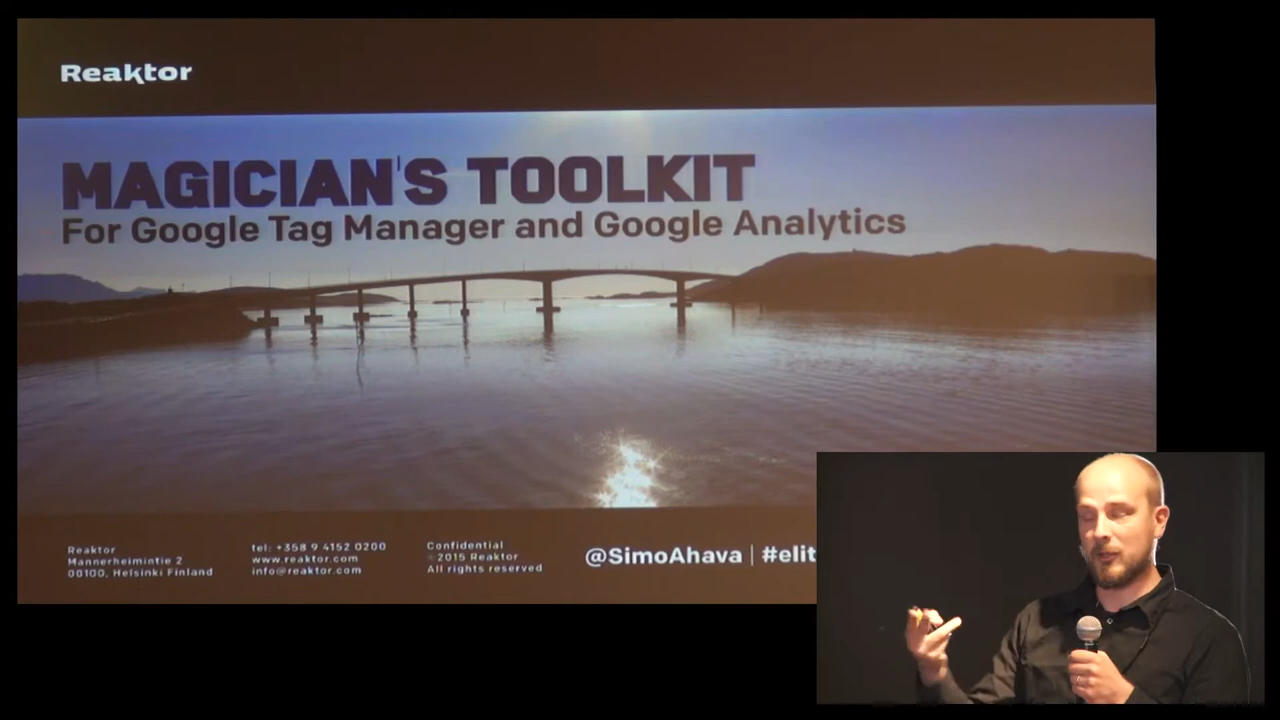 Reaktor
MAGICIAN'S TOOLKIT
For Google Tag Manager and Google Analytics
Reaktor
Mannerheimintie 2
00100, Helsinki Finland
tel: +358 9 4152 0200
www.reaktor.com
info@reaktor.com
Confidential
©2015 Reaktor
All rights reserved
@SimoAhava | #elit